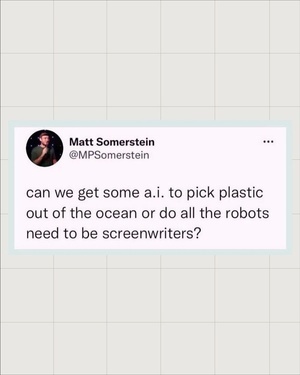 Matt Somerstein
@MPSomerstein
can we get some a.i. to pick plastic
out of the ocean or do all the robots
need to be screenwriters?